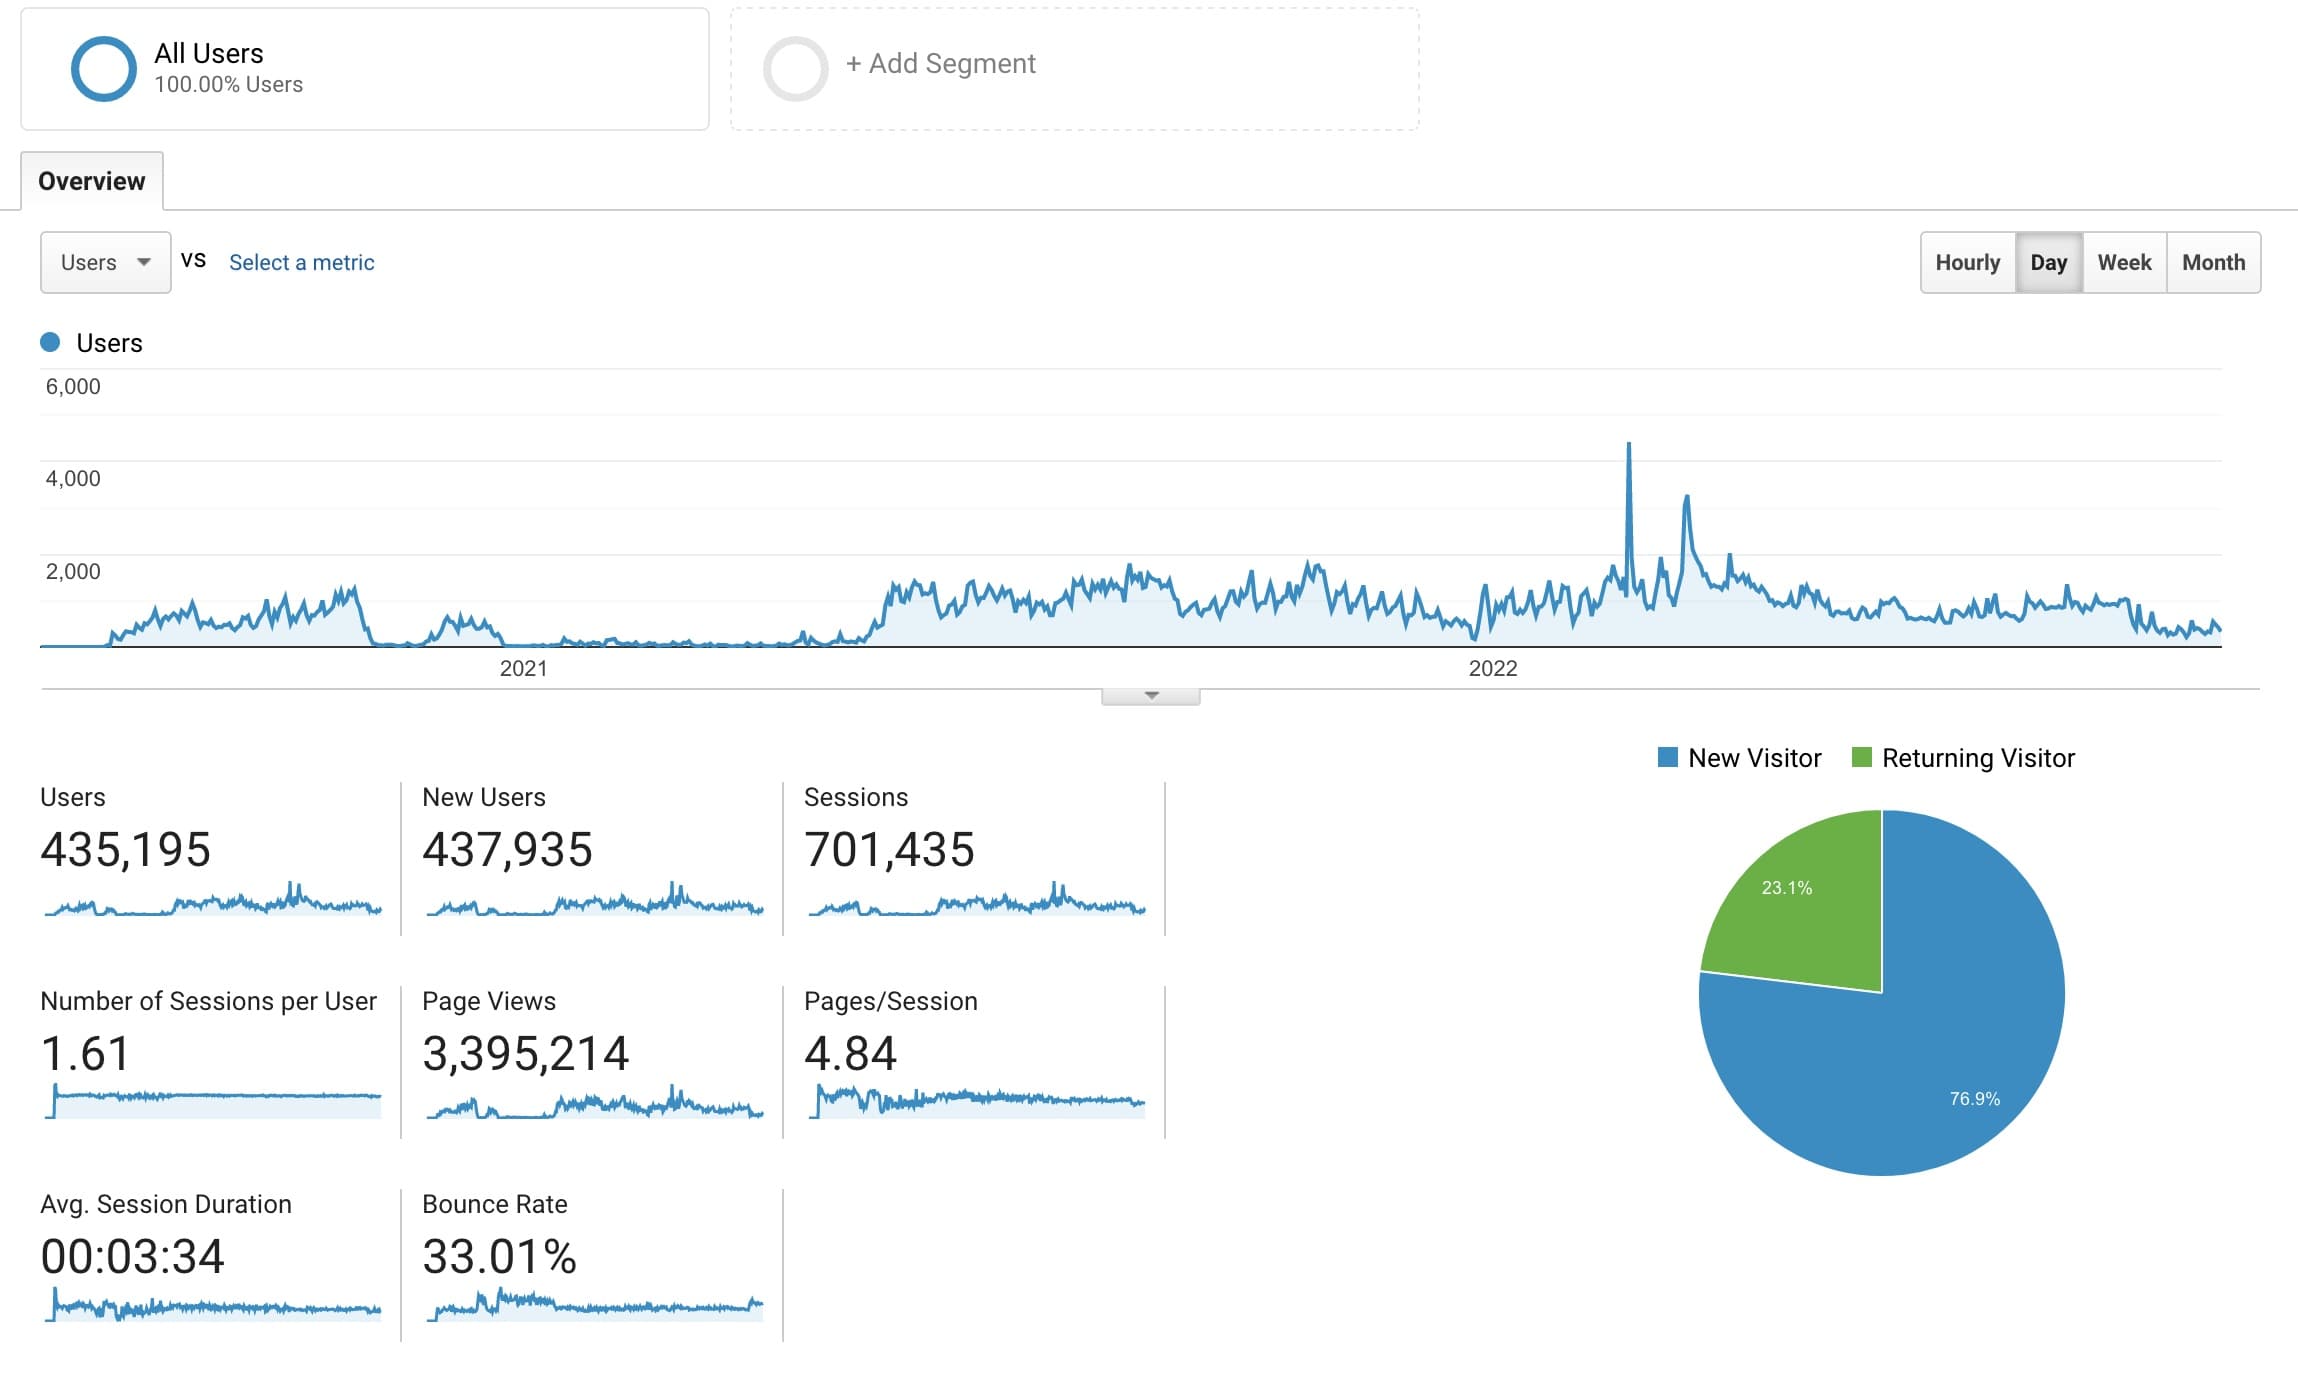 All Users
100.00% Users
+ Add Segment
Overview
Users
VS
Select a metric
Hourly
Day
Week
Month
Users
6,000
4,000
2,000
2021
2022
New Visitor
Returning Visitor
Users
435,195
New Users
437,935
Sessions
701,435
Number of Sessions per User
1.61
Page Views
3,395,214
Pages/Session
4.84
Avg. Session Duration
00:03:34
Bounce Rate
33.01%
23.1%
76.9%